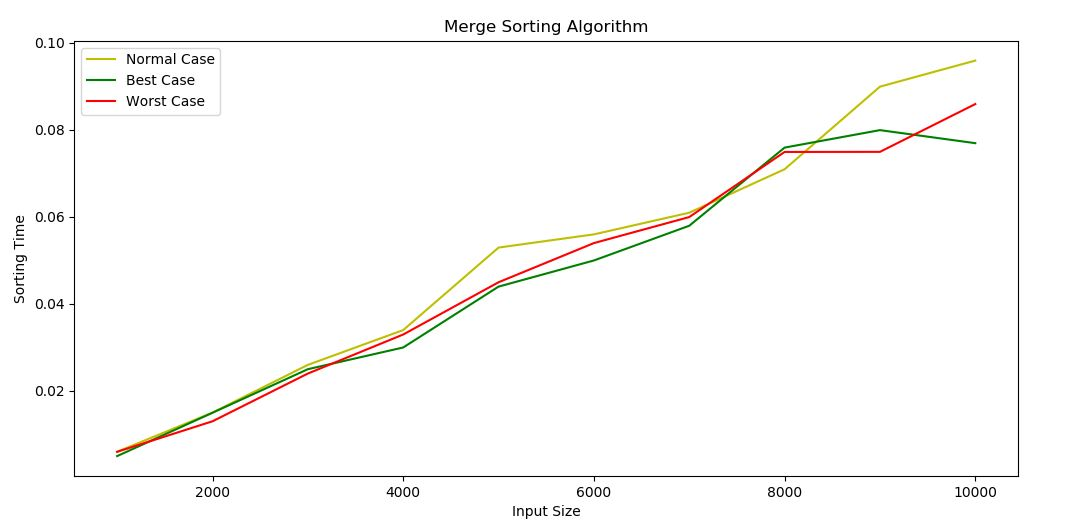 Merge Sorting Algorithm
0.10
Normal Case
Best Case
Worst Case
0.08
0.06
Sorting Time
0.04
0.02
2000 4000 6000 8000 10000
Input Size